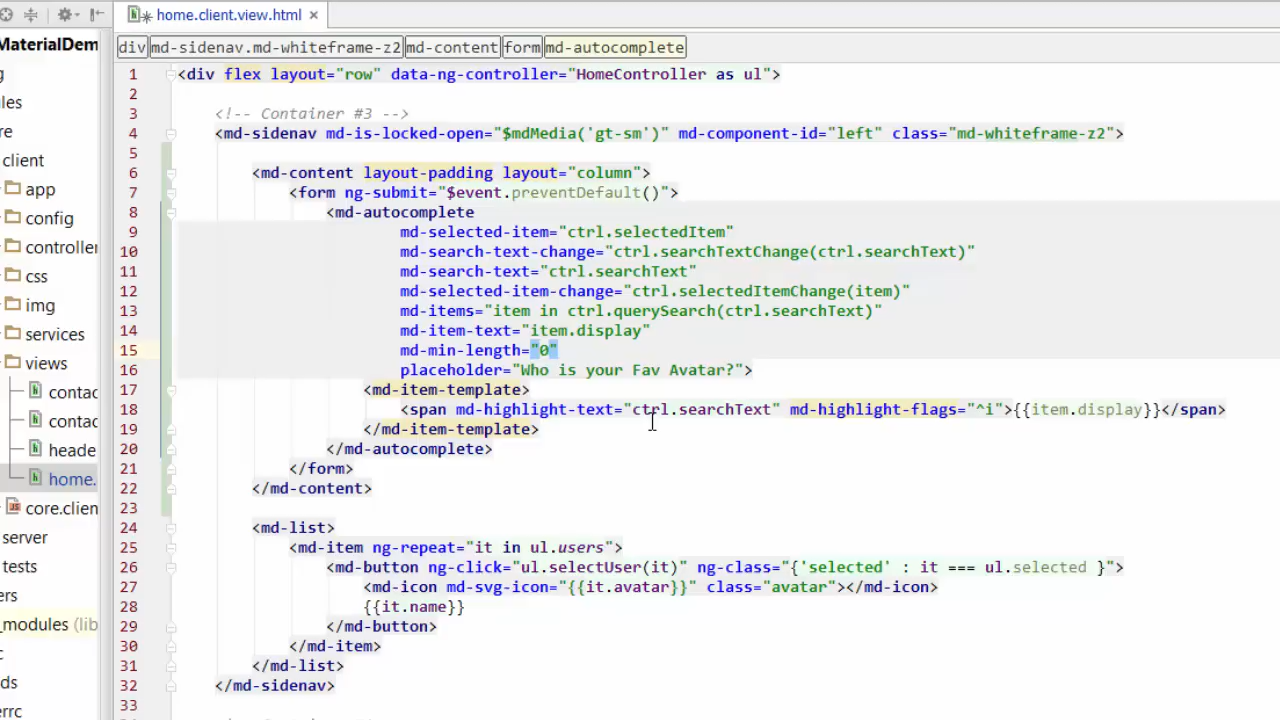 home.client.view.html
MaterialDem
div md-sidenav.md-whiteframe-z2 md-content form md-autocomplete
les
re
client
app
config
controller
css
img
services
views
contac
contac
heade
home.
core.clien
server
tests
ers
_modules (lib
ds
errc
1 <div flex layout="row" data-ng-controller="HomeController as ul">
2
3 <!-- Container #3 -->
4 <md-sidenav md-is-locked-open="$mdMedia('gt-sm')" md-component-id="left" class="md-whiteframe-z2">
5
6 <md-content layout-padding layout="column">
7 <form ng-submit="$event.preventDefault()">
8 <md-autocomplete
9 md-selected-item="ctrl.selectedItem"
10 md-search-text-change="ctrl.searchTextChange(ctrl.searchText)"
11 md-search-text="ctrl.searchText"
12 md-selected-item-change="ctrl.selectedItemChange(item)"
13 md-items="item in ctrl.querySearch(ctrl.searchText)"
14 md-item-text="item.display"
15 md-min-length="0"
16 placeholder="Who is your Fav Avatar?">
17 <md-item-template>
18 <span md-highlight-text="ctrl.searchText" md-highlight-flags="^i">{{item.display}}</span>
19 </md-item-template>
20 </md-autocomplete>
21 </form>
22 </md-content>
23
24 <md-list>
25 <md-item ng-repeat="it in ul.users">
26 <md-button ng-click="ul.selectUser(it)" ng-class="{'selected' : it === ul.selected }">
27 <md-icon md-svg-icon="{{it.avatar}}" class="avatar"></md-icon>
28 {{it.name}}
29 </md-button>
30 </md-item>
31 </md-list>
32 </md-sidenav>
33